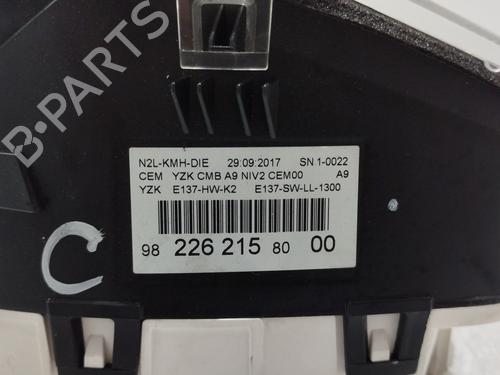 B-PARTS
N2L-KMH-DIE 29:09:2017 SN 1-0022
CEM YZK CMB A9 NIV2 CEM00 A9
YZK E137-HW-K2 E137-SW-LL-1300
98 226 215 80 00
C